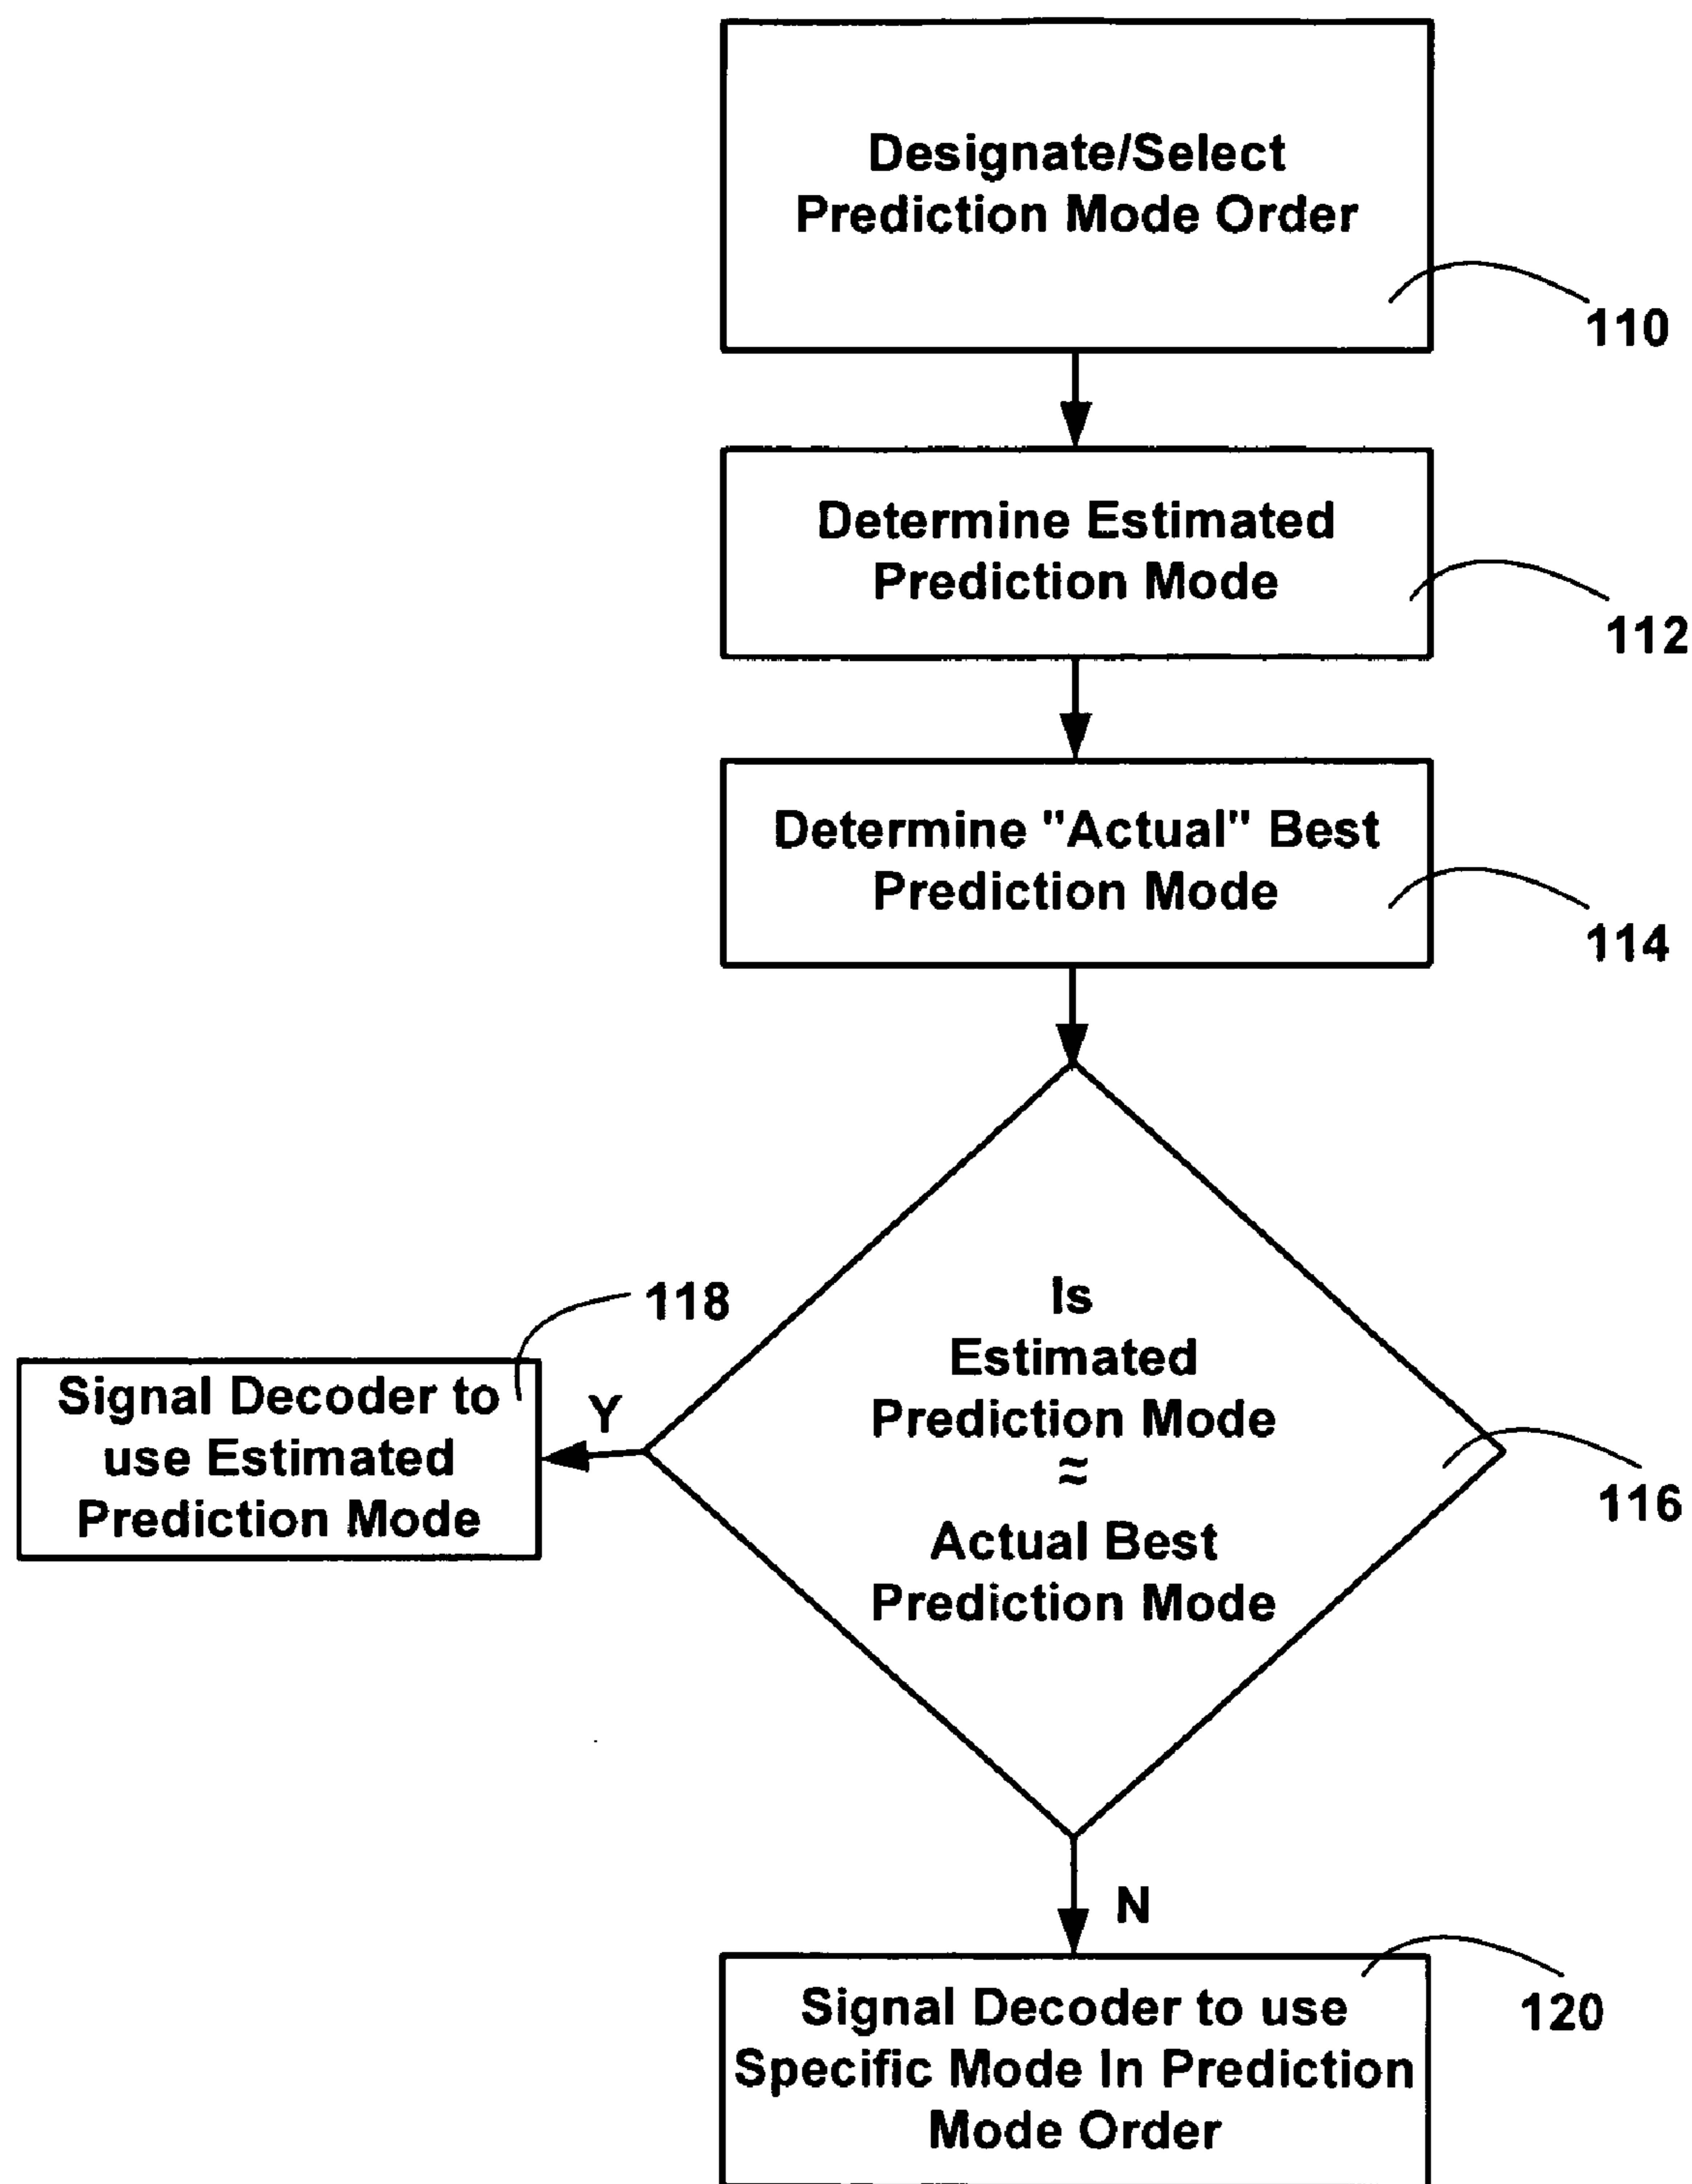 Designate/Select
Prediction Mode Order
110
Determine Estimated
Prediction Mode
112
Determine "Actual" Best
Prediction Mode
114
Is
Estimated
Prediction Mode
≈
Actual Best
Prediction Mode
116
118
Signal Decoder to
use Estimated
Prediction Mode
Y
N
Signal Decoder to use
Specific Mode In Prediction
Mode Order
120